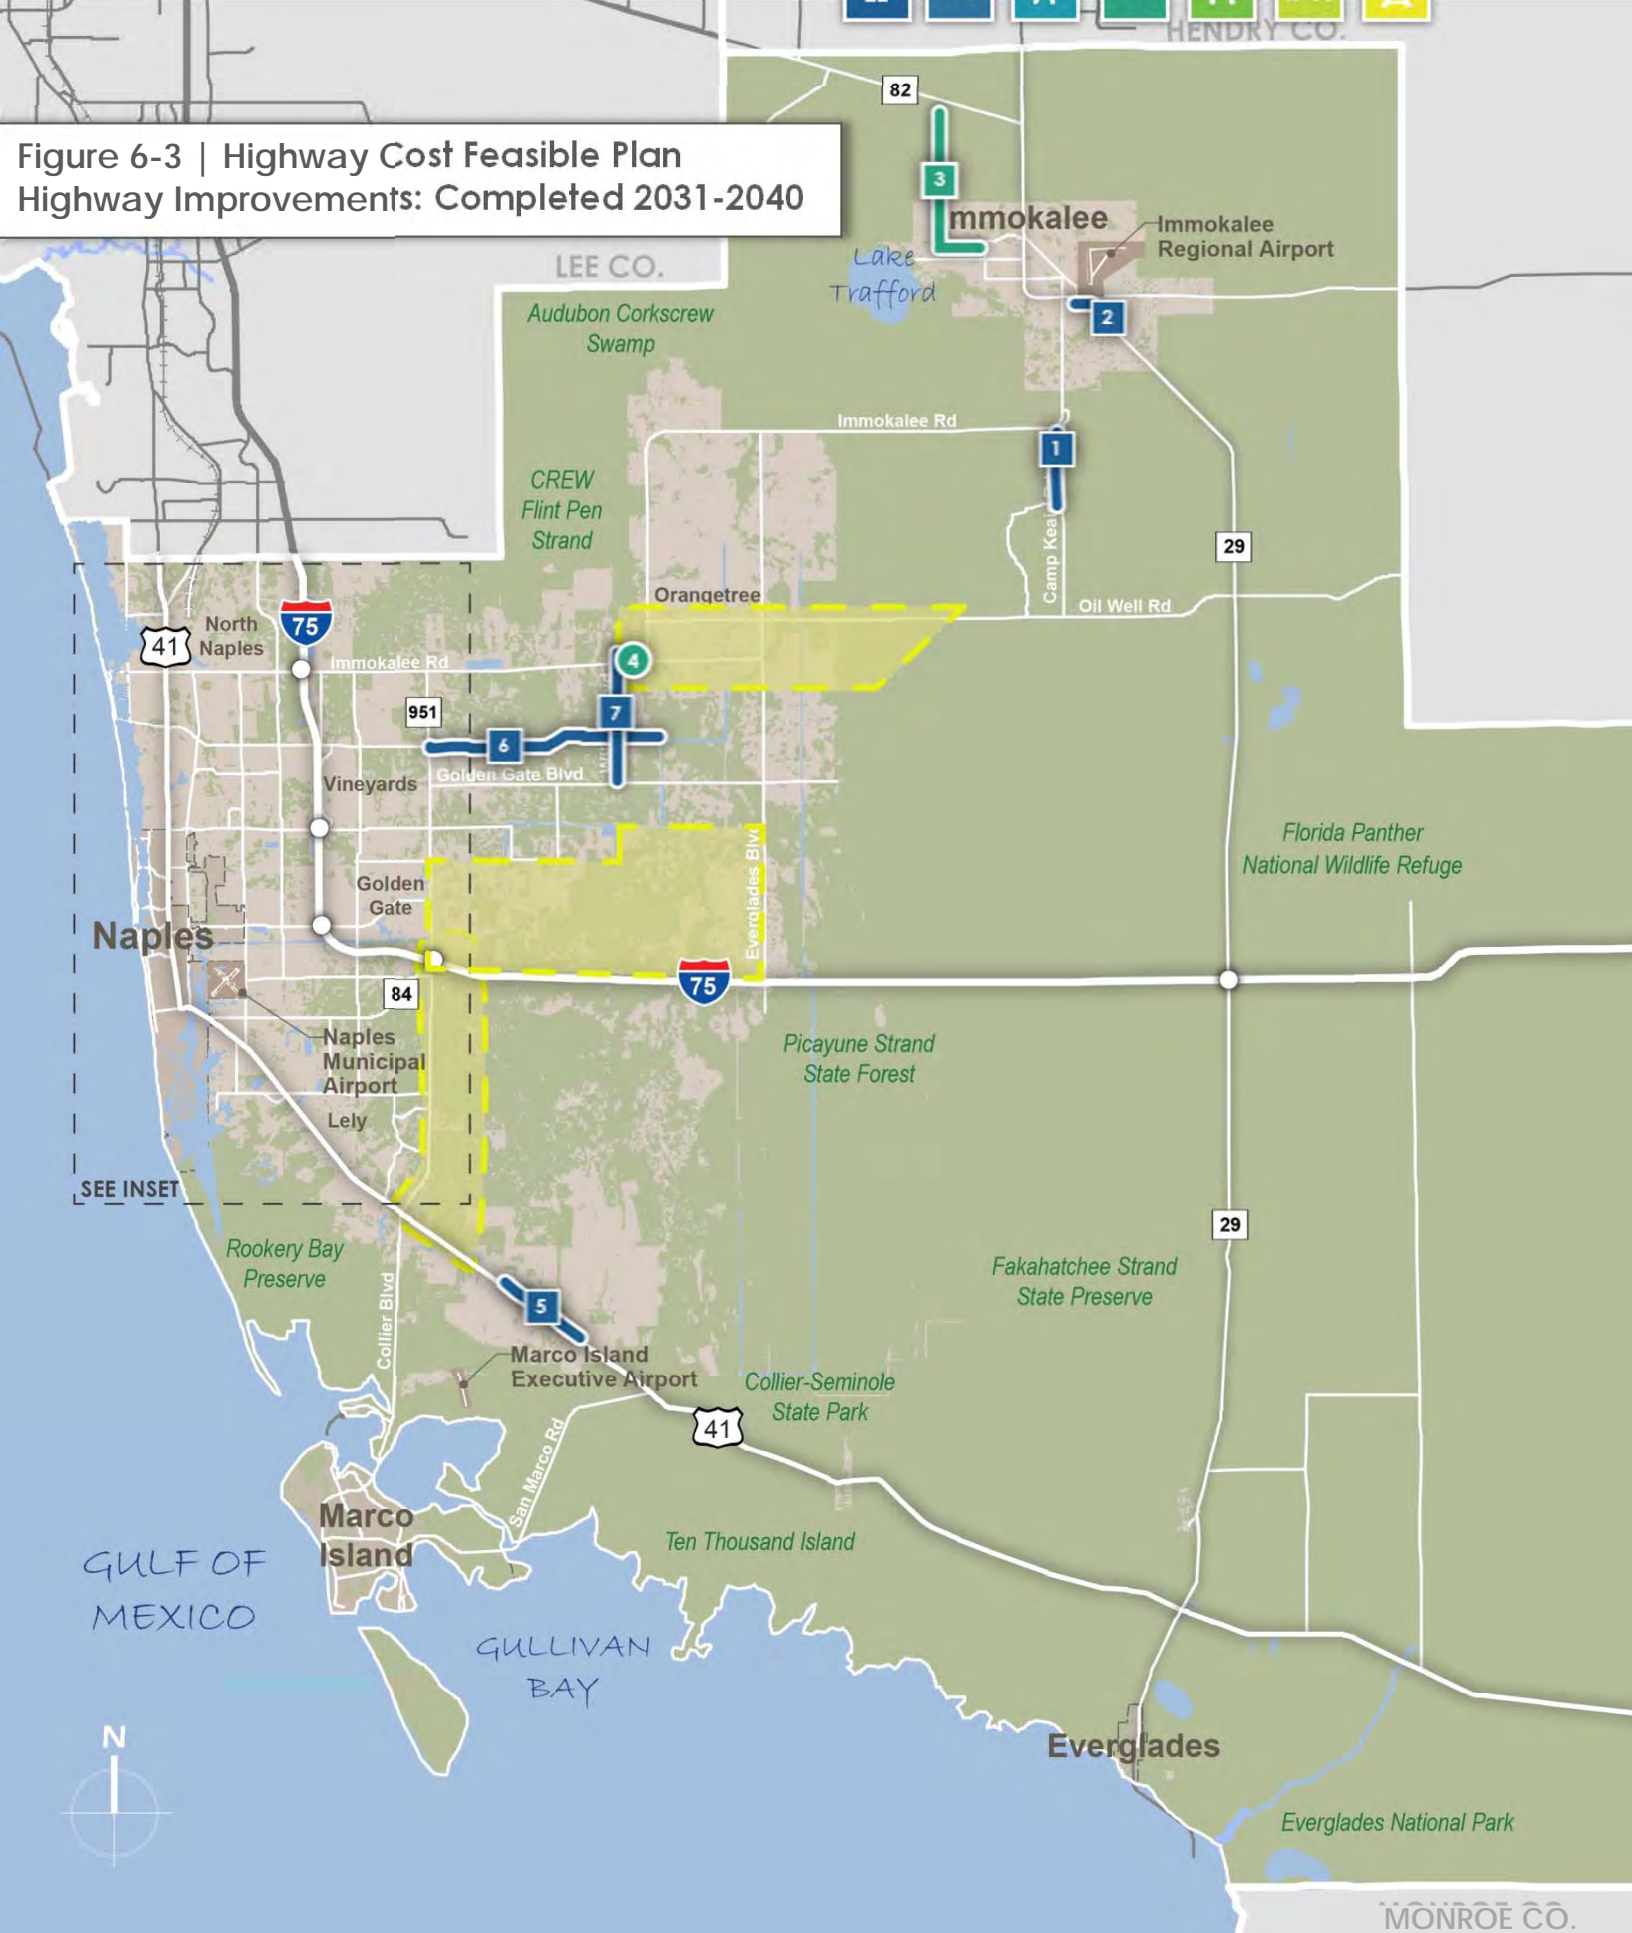 HENDRY CO.
82
Figure 6-3 | Highway Cost Feasible Plan
Highway Improvements: Completed 2031-2040
3
mmokalee
Immokalee
Regional Airport
LEE CO.
Lake
Trafford
2
Audubon Corkscrew
Swamp
Immokalee Rd
1
CREW
Flint Pen
Strand
29
Camp Keai
Orangetree
Oil Well Rd
North
Naples
75
41
Immokalee Rd
4
951
7
6
Golden Gate Blvd
Vineyards
Florida Panther
National Wildlife Refuge
Everglades Blvd
Golden
Gate
Naples
75
84
Naples
Municipal
Airport
Picayune Strand
State Forest
Lely
SEE INSET
29
Rookery Bay
Preserve
Fakahatchee Strand
State Preserve
Collier Blvd
5
Marco Island
Executive Airport
Collier-Seminole
State Park
41
San Marco Rd
Marco
Island
Ten Thousand Island
GULF OF
MEXICO
GULLIVAN
BAY
N
Everglades
Everglades National Park
MONROE CO.